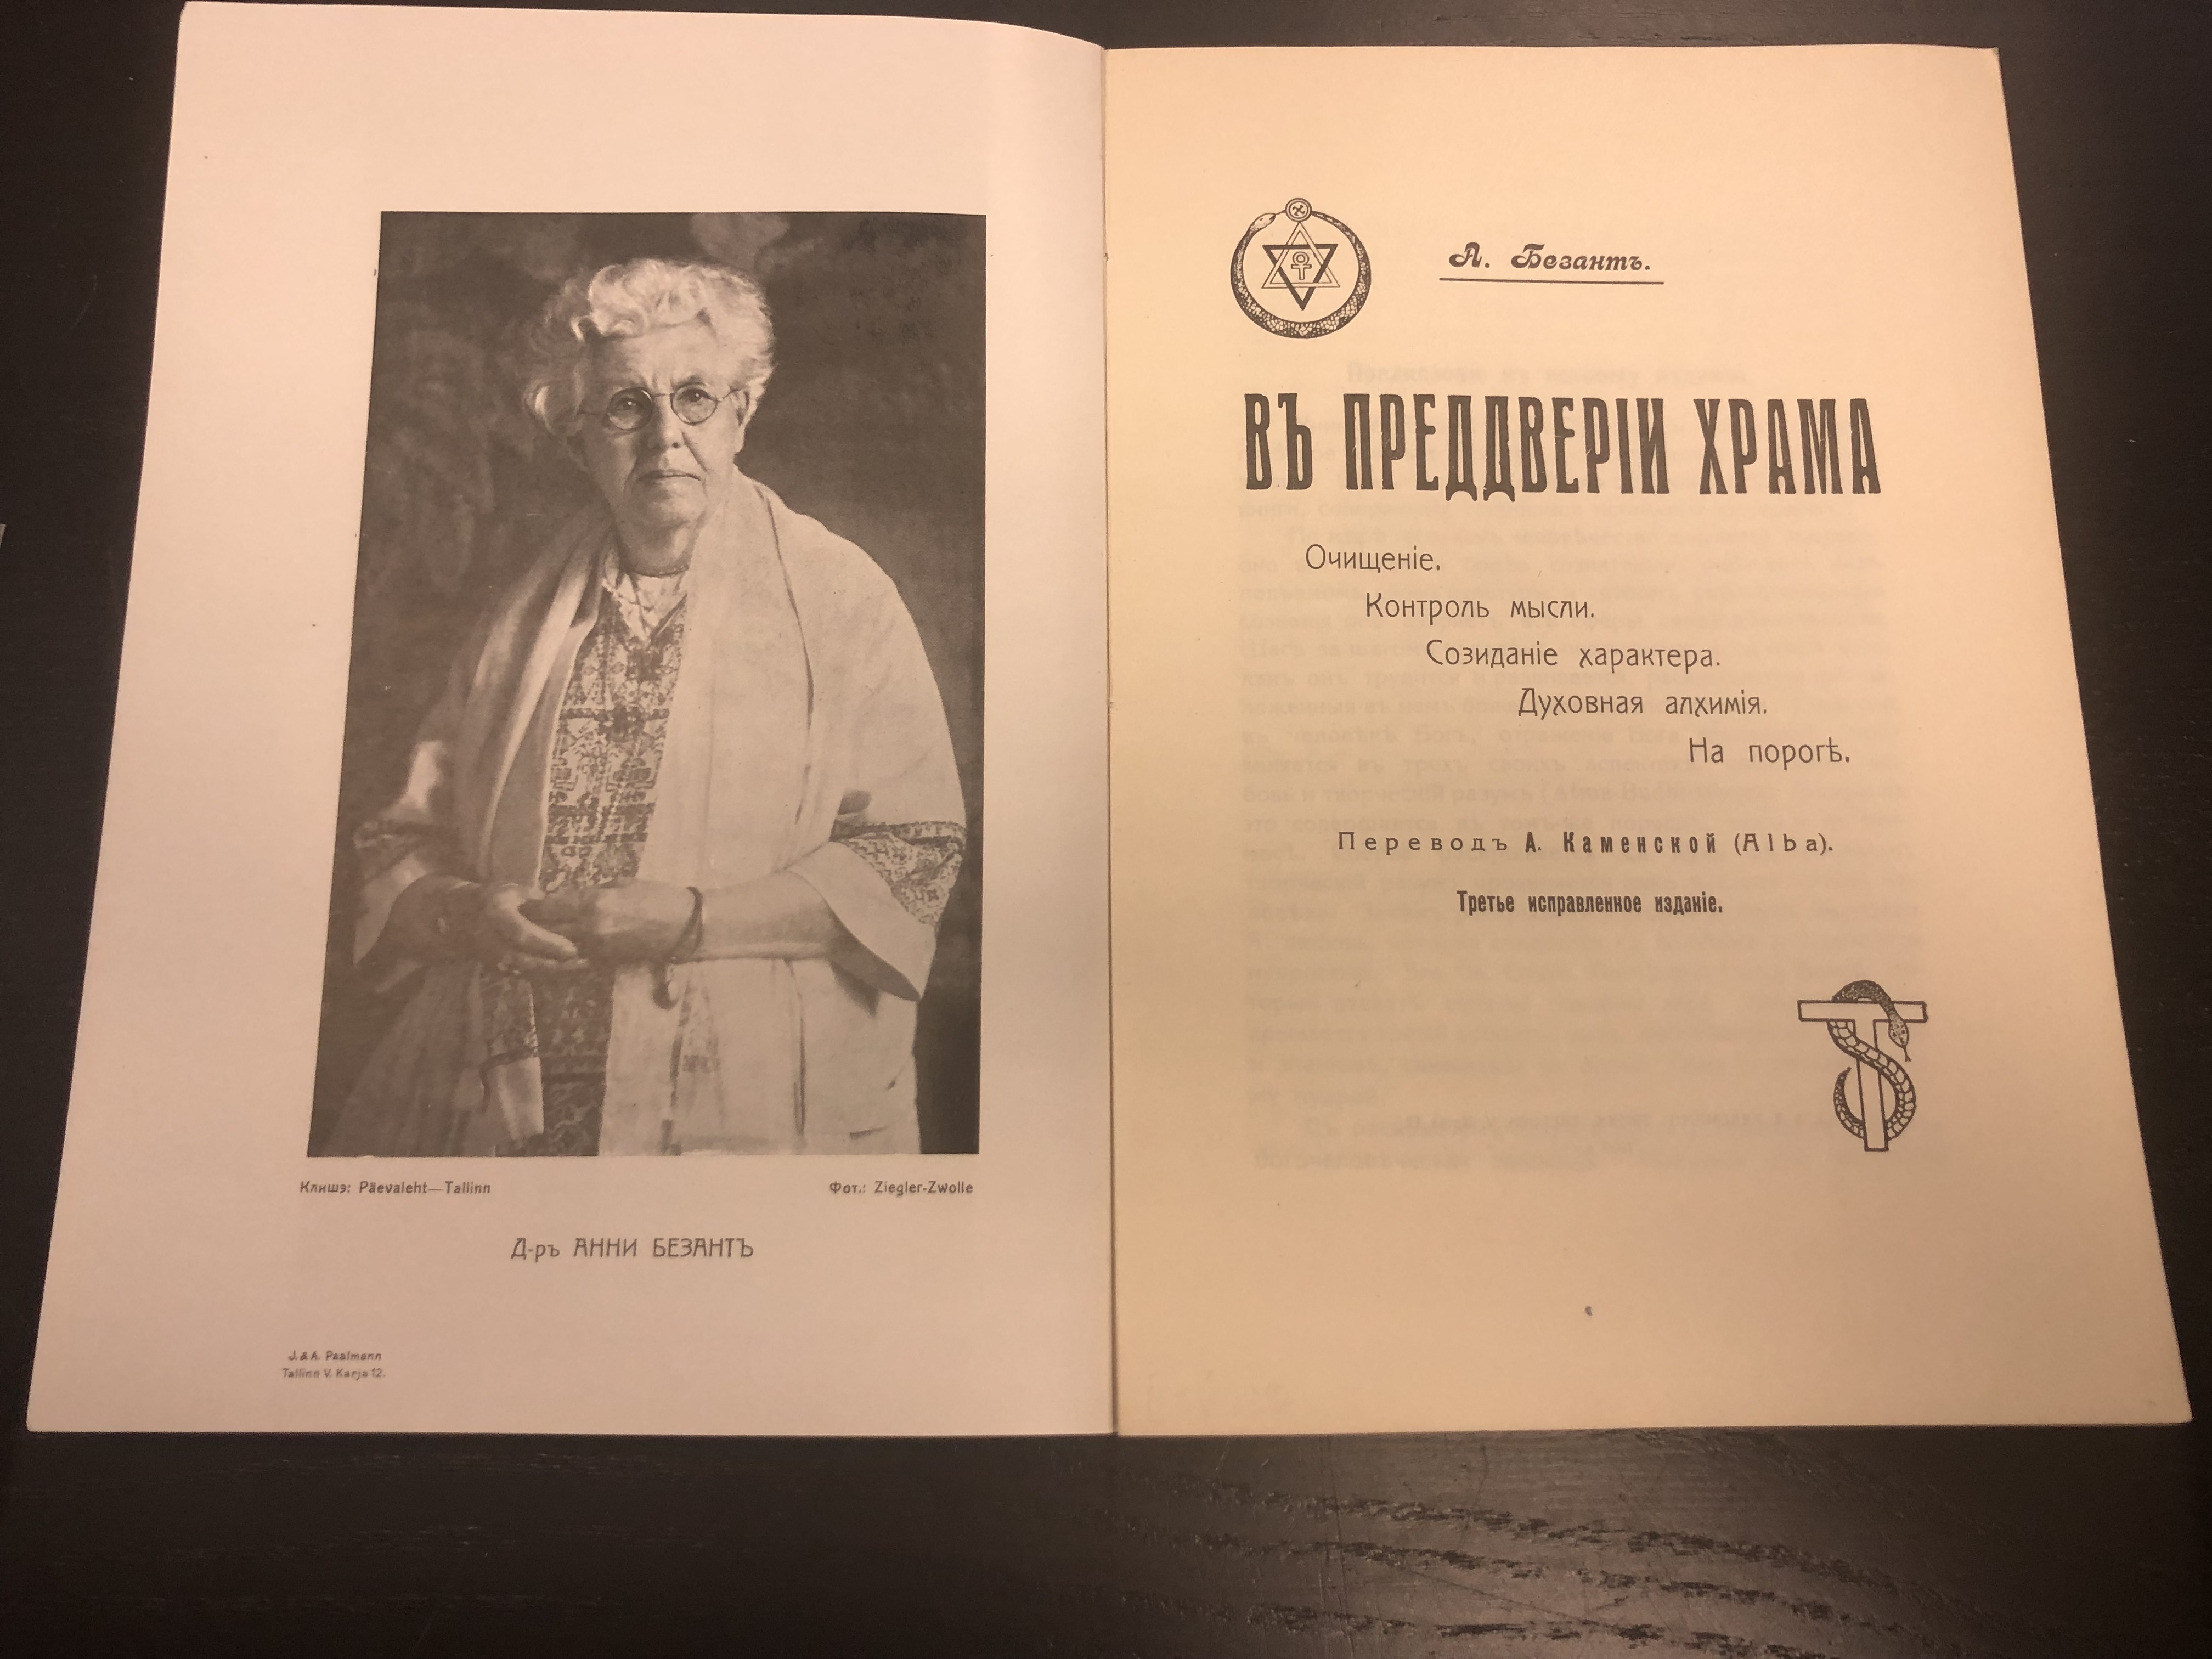 Клишэ: Päevaleht—Tallinn
Фот.: Ziegler-Zwolle
Д-ръ АННИ БЕЗАНТЪ
J. & A. Paalmann
Tallinn V. Karja 12.
А. Безантъ.
ВЪ ПРЕДДВЕРІИ ХРАМА
Очищеніе.
Контроль мысли.
Созиданіе характера.
Духовная алхимія.
На порогѣ.
Переводъ А. Каменской (Alba).
Третье исправленное изданіе.